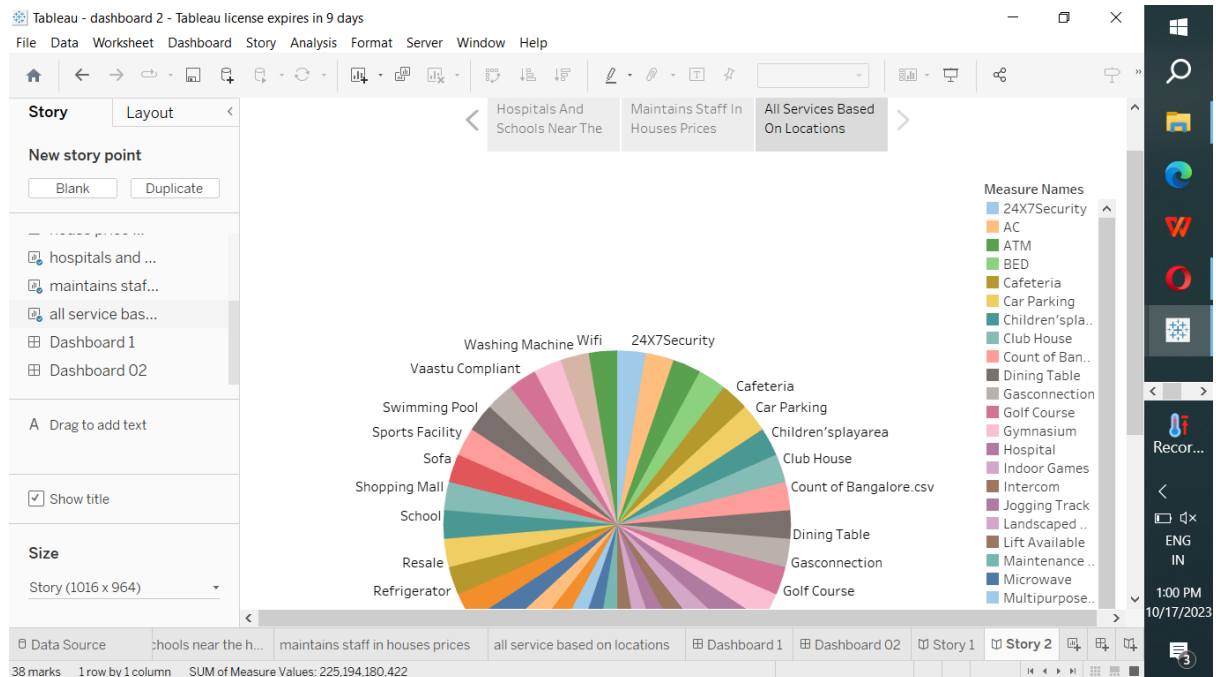 Tableau - dashboard 2 - Tableau license expires in 9 days
File Data Worksheet Dashboard Story Analysis Format Server Window Help
Story Layout
New story point
Blank Duplicate
hospitals and ...
maintains staf...
all service bas...
Dashboard 1
Dashboard 02
A Drag to add text
Show title
Size
Story (1016 x 964)
Hospitals And
Schools Near The
Maintains Staff In
Houses Prices
All Services Based
On Locations
Washing Machine
Wifi
24X7Security
Vaastu Compliant
Cafeteria
Swimming Pool
Car Parking
Sports Facility
Children'splayarea
Sofa
Club House
Shopping Mall
Count of Bangalore.csv
School
Dining Table
Resale
Gasconnection
Refrigerator
Golf Course
Measure Names
24X7Security
AC
ATM
BED
Cafeteria
Car Parking
Children'spla..
Club House
Count of Ban..
Dining Table
Gasconnection
Golf Course
Gymnasium
Hospital
Indoor Games
Intercom
Jogging Track
Landscaped ..
Lift Available
Maintenance ..
Microwave
Multipurpose..
Data Source
chools near the h...
maintains staff in houses prices
all service based on locations
Dashboard 1
Dashboard 02
Story 1
Story 2
38 marks 1 row by 1 column SUM of Measure Values: 225,194,180,422
Recor...
ENG
IN
1:00 PM
10/17/2023
3